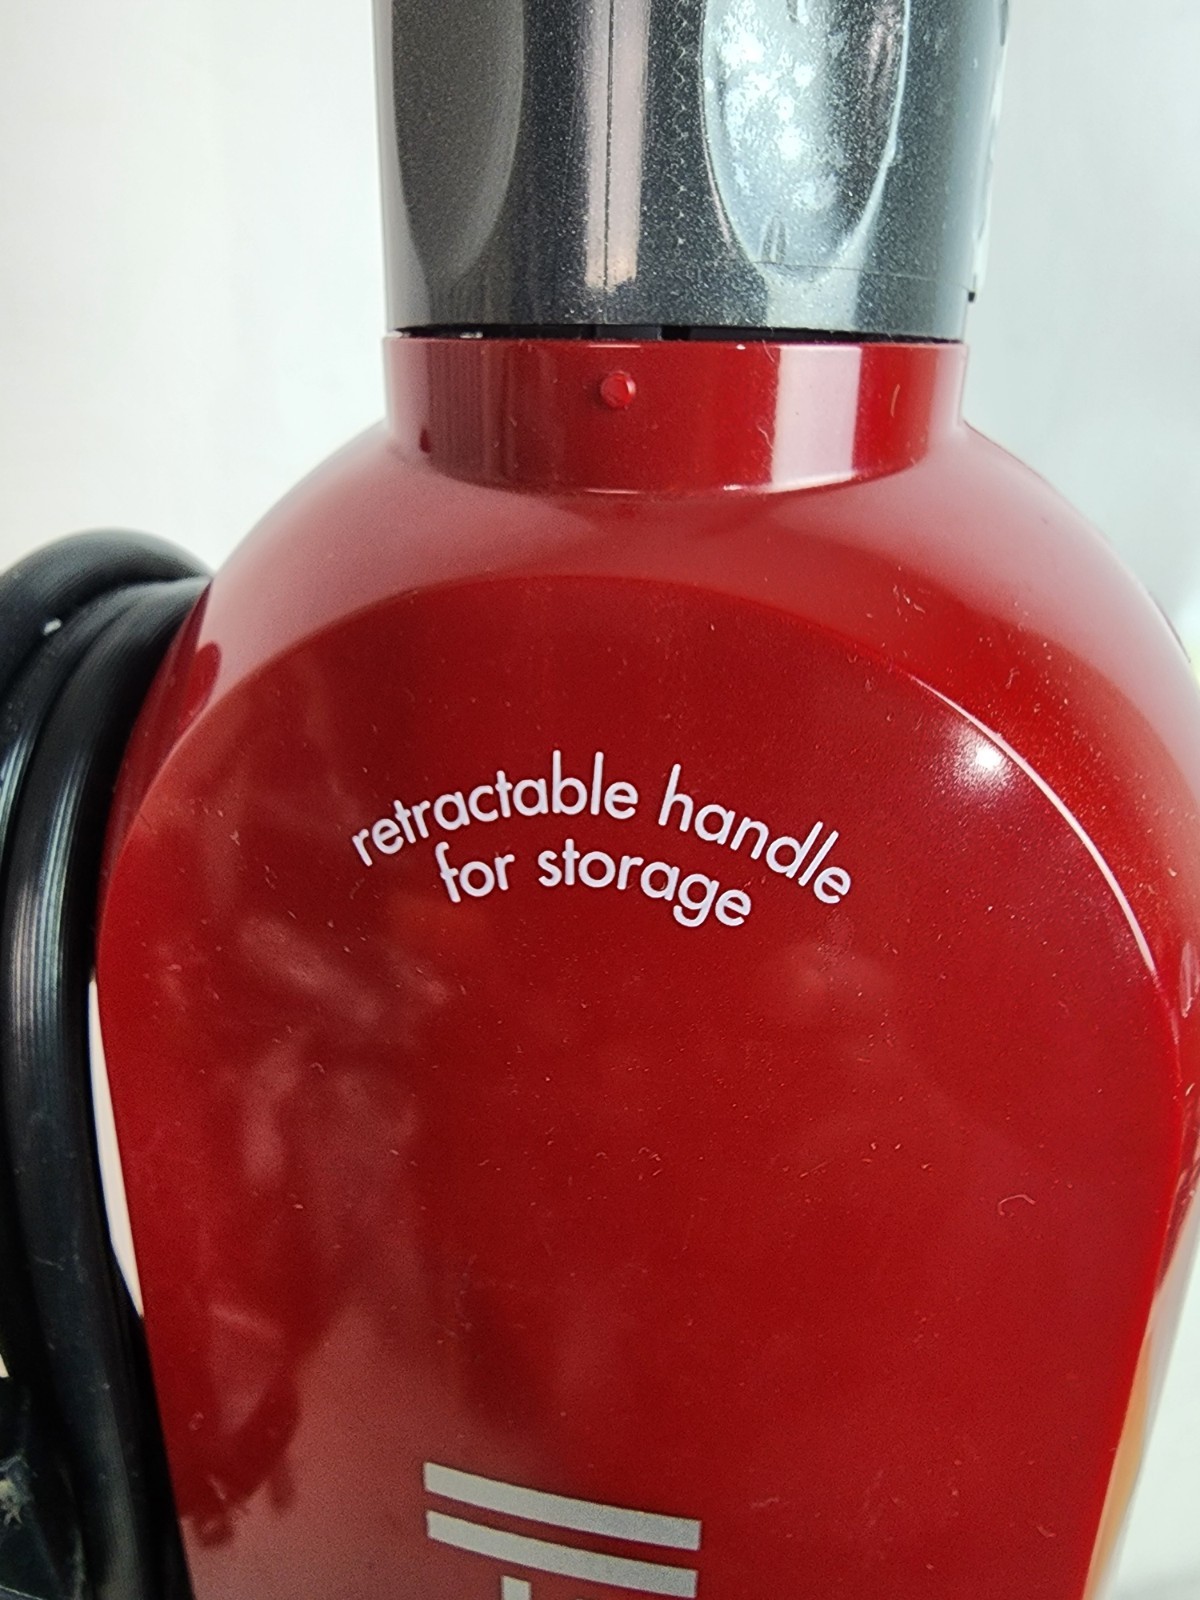 retractable handle
for storage